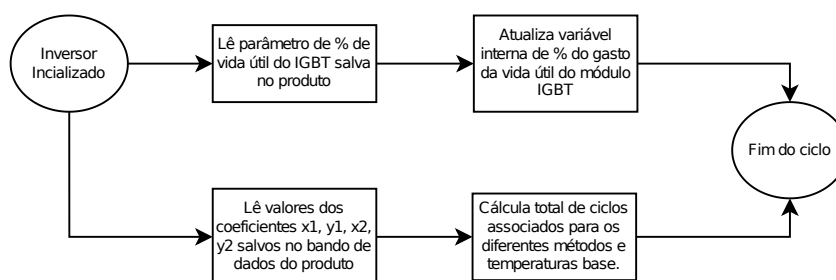 Inversor
Incializado
Lê parâmetro de % de
vida útil do IGBT salva
no produto
Atualiza variável
interna de % do gasto
da vida útil do módulo
IGBT
Fim do ciclo
Lê valores dos
coeficientes x1, y1, x2,
y2 salvos no bando de
dados do produto
Cálcula total de ciclos
associados para os
diferentes métodos e
temperaturas base.